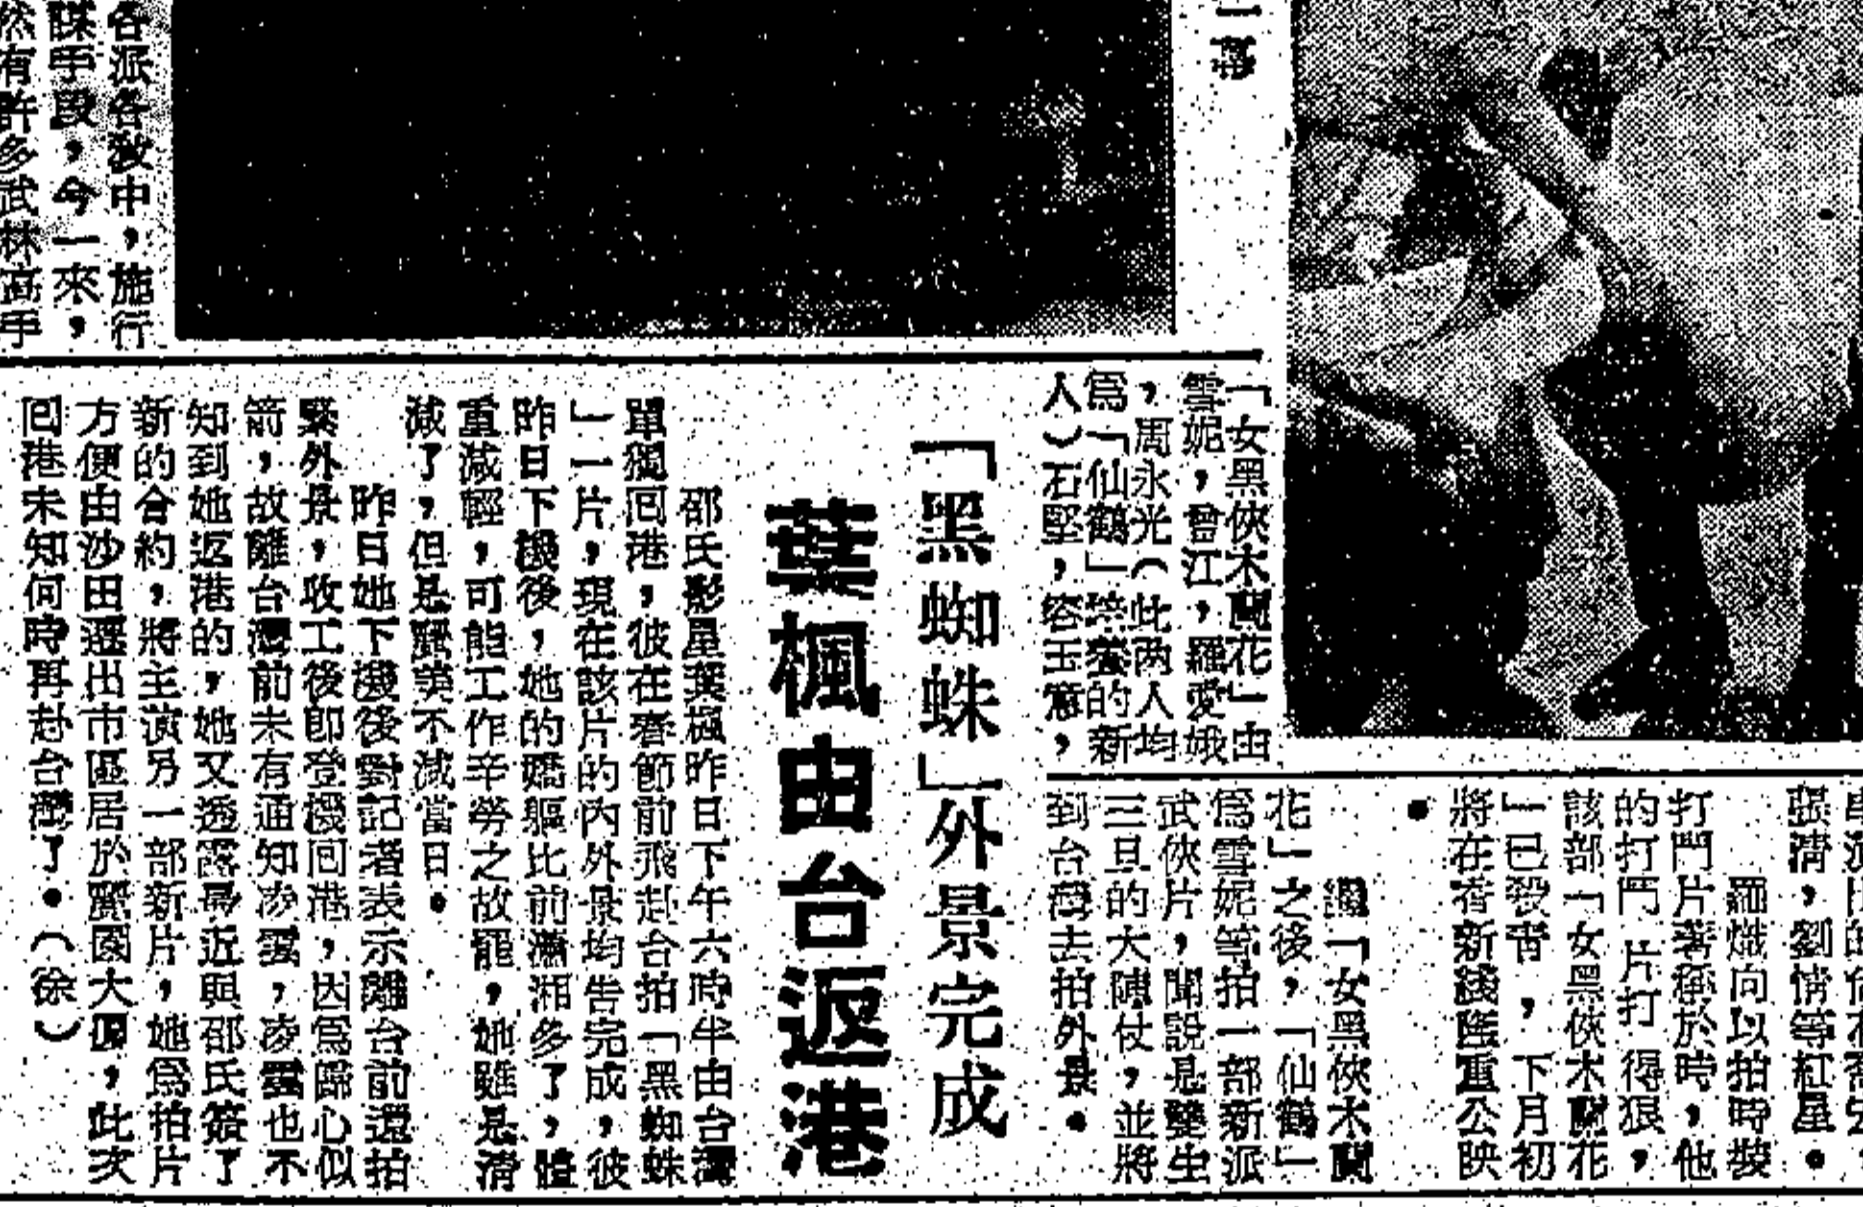 一幕
「女黑俠木蘭花」由
雪妮，曾江，羅愛嫦
，周永光（此两人均
爲「仙鶴」培養的新
人）石堅，容玉意，
張清，劉情等紅星。
羅熾向以拍時裝
打鬥片著稱於時，他
的打鬥片打得狠，
該部「女黑俠木蘭花
」已殺青，下月初
將在香新綫隆重公映
。
繼「女黑俠木蘭
花」之後，「仙鶴」
爲雪妮等拍一部新派
武俠片，聞說是孿生
三旦的大陣仗，並將
到台灣去拍外景。
各派各教中，施行
謀手段，今一來，
然有許多武林高手
「黑蜘蛛」外景完成
葉楓由台返港
邵氏影星葉楓昨日下午六時半由台灣
單獨回港，彼在春節前飛赴台拍「黑蜘蛛
」一片，現在該片的內外景均告完成，彼
昨日下機後，她的嬌軀比前瀟湘多了，體
重減輕，可能工作辛勞之故罷，她雖是清
減了，但是豔美不減當日。
昨日她下機後對記者表示離台前還拍
緊外景，收工後即登機回港，因爲歸心似
箭，故離台灣前未有通知凌雲，凌雲也不
知到她返港的，她又透露最近與邵氏簽了
新的合約，將主演另一部新片，她爲拍片
方便由沙田遷出市區居於麗園大厦，此次
回港未知何時再赴台灣了。（徐）